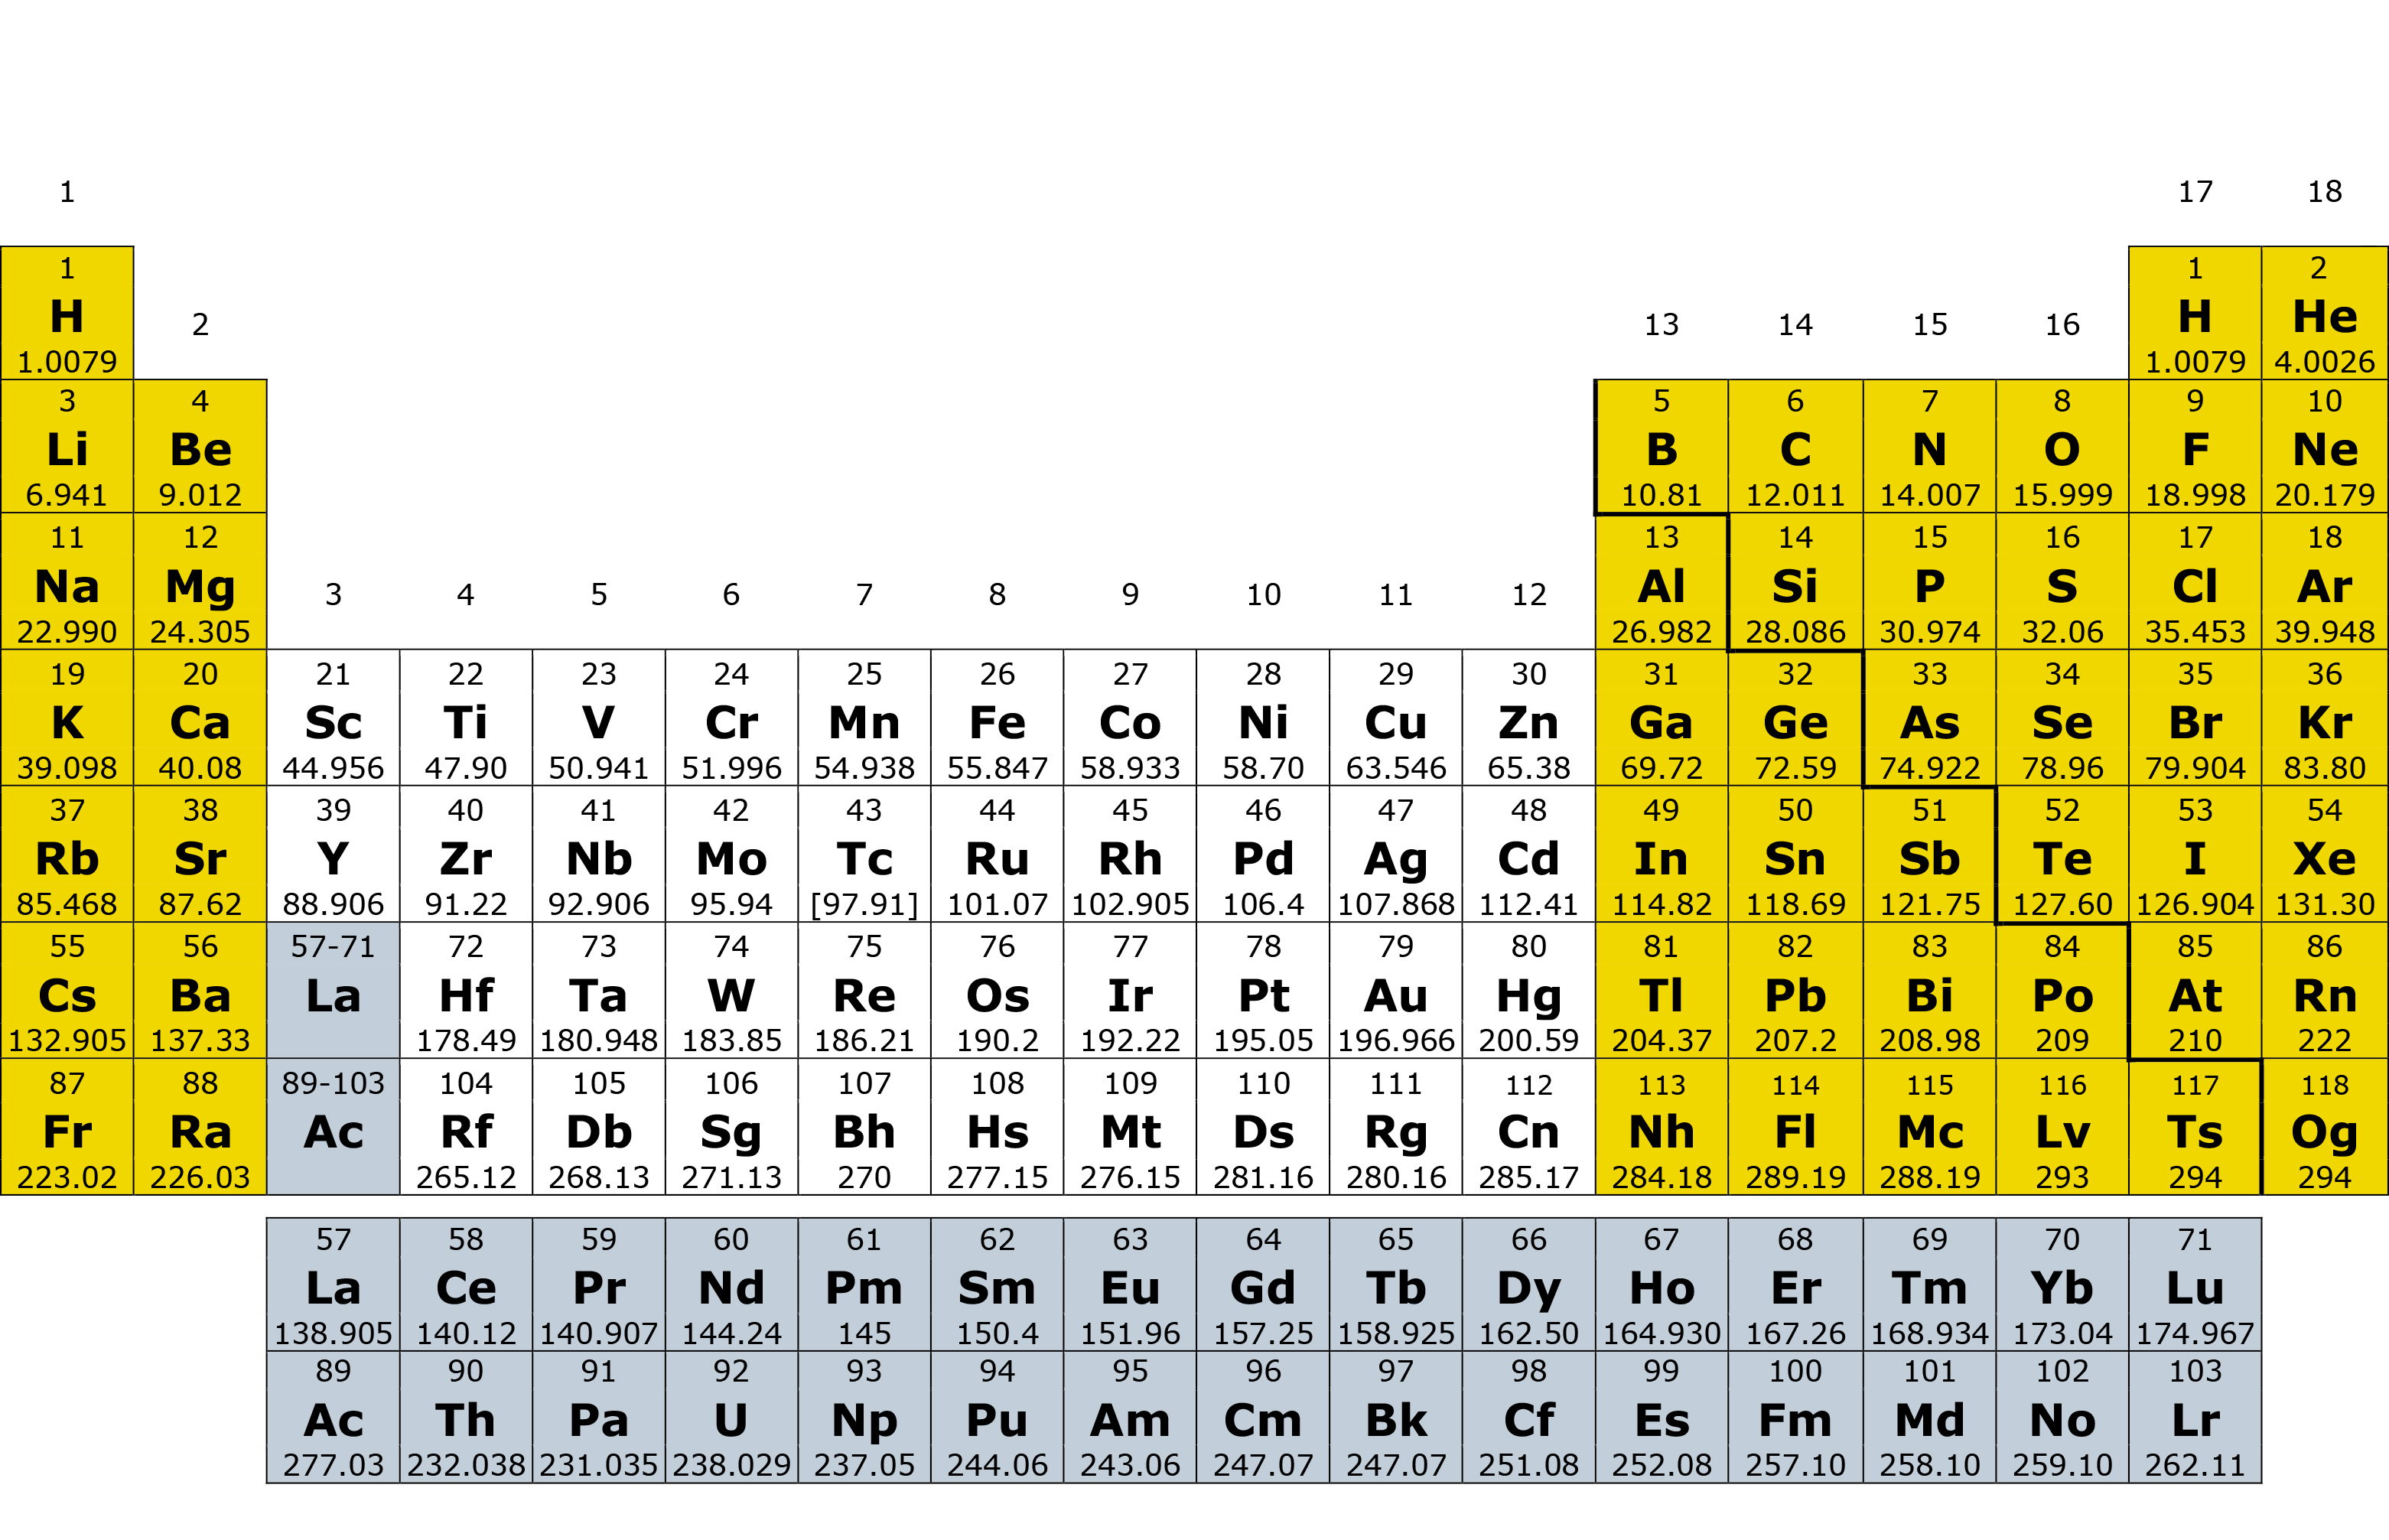 1 17 18
1 1 2
H 2 13 14 15 16 H He
1.0079 1.0079 4.0026
3 4 5 6 7 8 9 10
Li Be B C N O F Ne
6.941 9.012 10.81 12.011 14.007 15.999 18.998 20.179
11 12 13 14 15 16 17 18
Na Mg 3 4 5 6 7 8 9 10 11 12 Al Si P S Cl Ar
22.990 24.305 26.982 28.086 30.974 32.06 35.453 39.948
19 20 21 22 23 24 25 26 27 28 29 30 31 32 33 34 35 36
K Ca Sc Ti V Cr Mn Fe Co Ni Cu Zn Ga Ge As Se Br Kr
39.098 40.08 44.956 47.90 50.941 51.996 54.938 55.847 58.933 58.70 63.546 65.38 69.72 72.59 74.922 78.96 79.904 83.80
37 38 39 40 41 42 43 44 45 46 47 48 49 50 51 52 53 54
Rb Sr Y Zr Nb Mo Tc Ru Rh Pd Ag Cd In Sn Sb Te I Xe
85.468 87.62 88.906 91.22 92.906 95.94 [97.91] 101.07 102.905 106.4 107.868 112.41 114.82 118.69 121.75 127.60 126.904 131.30
55 56 57-71 72 73 74 75 76 77 78 79 80 81 82 83 84 85 86
Cs Ba La Hf Ta W Re Os Ir Pt Au Hg Tl Pb Bi Po At Rn
132.905 137.33 178.49 180.948 183.85 186.21 190.2 192.22 195.05 196.966 200.59 204.37 207.2 208.98 209 210 222
87 88 89-103 104 105 106 107 108 109 110 111 112 113 114 115 116 117 118
Fr Ra Ac Rf Db Sg Bh Hs Mt Ds Rg Cn Nh Fl Mc Lv Ts Og
223.02 226.03 265.12 268.13 271.13 270 277.15 276.15 281.16 280.16 285.17 284.18 289.19 288.19 293 294 294
57 58 59 60 61 62 63 64 65 66 67 68 69 70 71
La Ce Pr Nd Pm Sm Eu Gd Tb Dy Ho Er Tm Yb Lu
138.905 140.12 140.907 144.24 145 150.4 151.96 157.25 158.925 162.50 164.930 167.26 168.934 173.04 174.967
89 90 91 92 93 94 95 96 97 98 99 100 101 102 103
Ac Th Pa U Np Pu Am Cm Bk Cf Es Fm Md No Lr
277.03 232.038 231.035 238.029 237.05 244.06 243.06 247.07 247.07 251.08 252.08 257.10 258.10 259.10 262.11